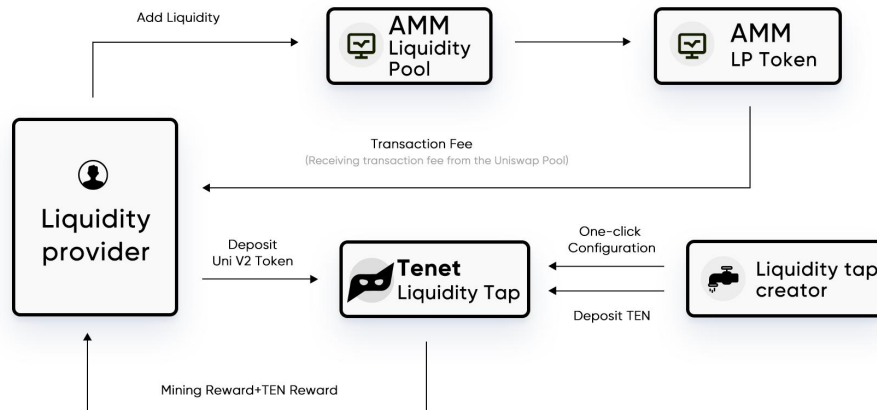 Add Liquidity
AMM
Liquidity
Pool
AMM
LP Token
Transaction Fee
(Receiving transaction fee from the Uniswap Pool)
Liquidity
provider
Deposit
Uni V2 Token
Tenet
Liquidity Tap
One-click
Configuration
Deposit TEN
Liquidity tap
creator
Mining Reward+TEN Reward